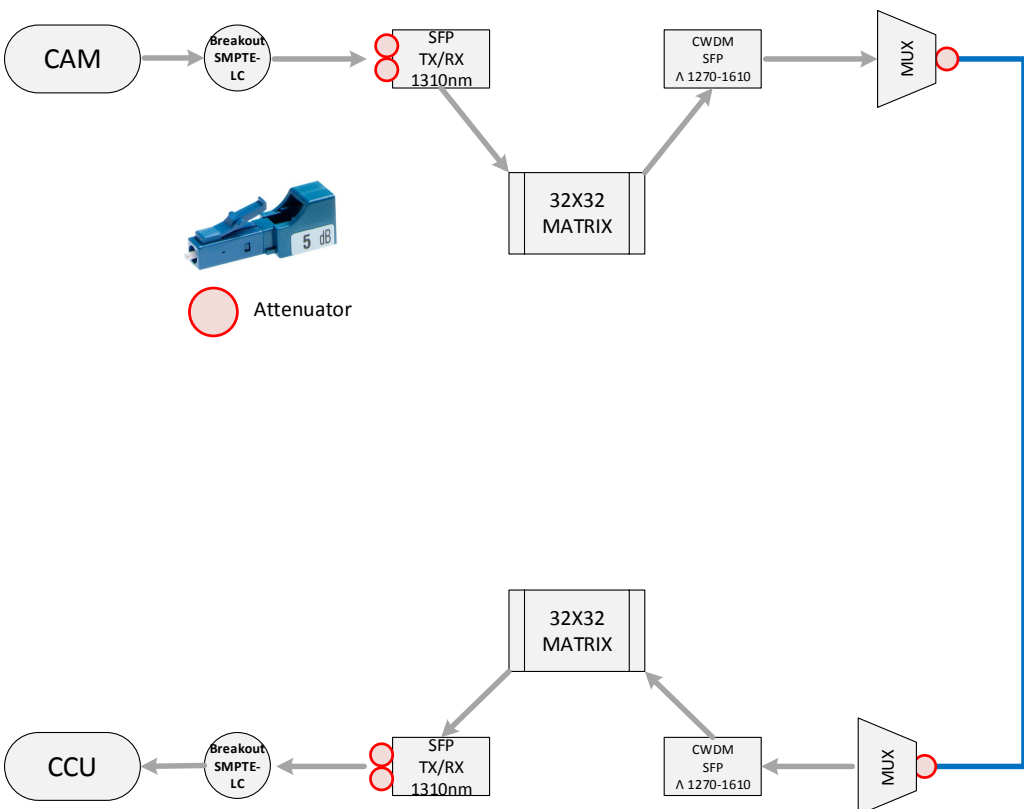 CAM
Breakout
SMPTE-
LC
SFP
TX/RX
1310nm
CWDM
SFP
Λ 1270-1610
MUX
32X32
MATRIX
5 dB
Attenuator
32X32
MATRIX
CCU
Breakout
SMPTE-
LC
SFP
TX/RX
1310nm
CWDM
SFP
Λ 1270-1610
MUX